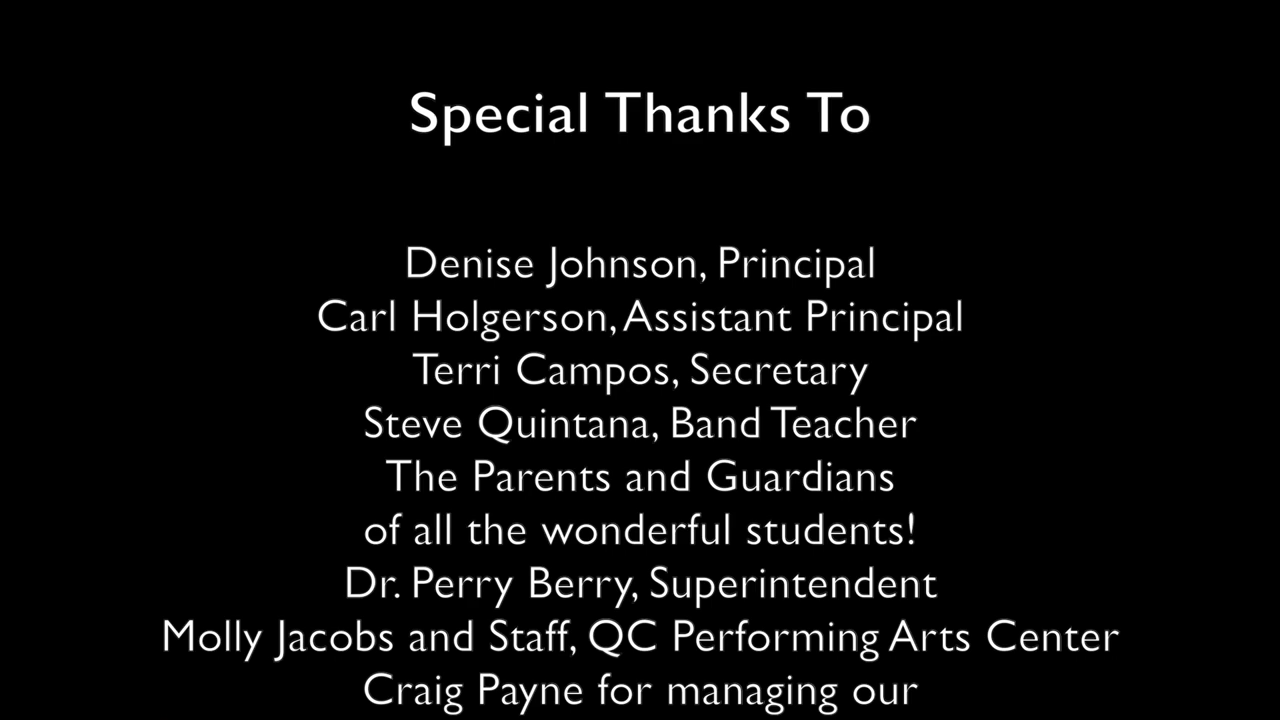 Special Thanks To
Denise Johnson, Principal
Carl Holgerson, Assistant Principal
Terri Campos, Secretary
Steve Quintana, Band Teacher
The Parents and Guardians
of all the wonderful students!
Dr. Perry Berry, Superintendent
Molly Jacobs and Staff, QC Performing Arts Center
Craig Payne for managing our